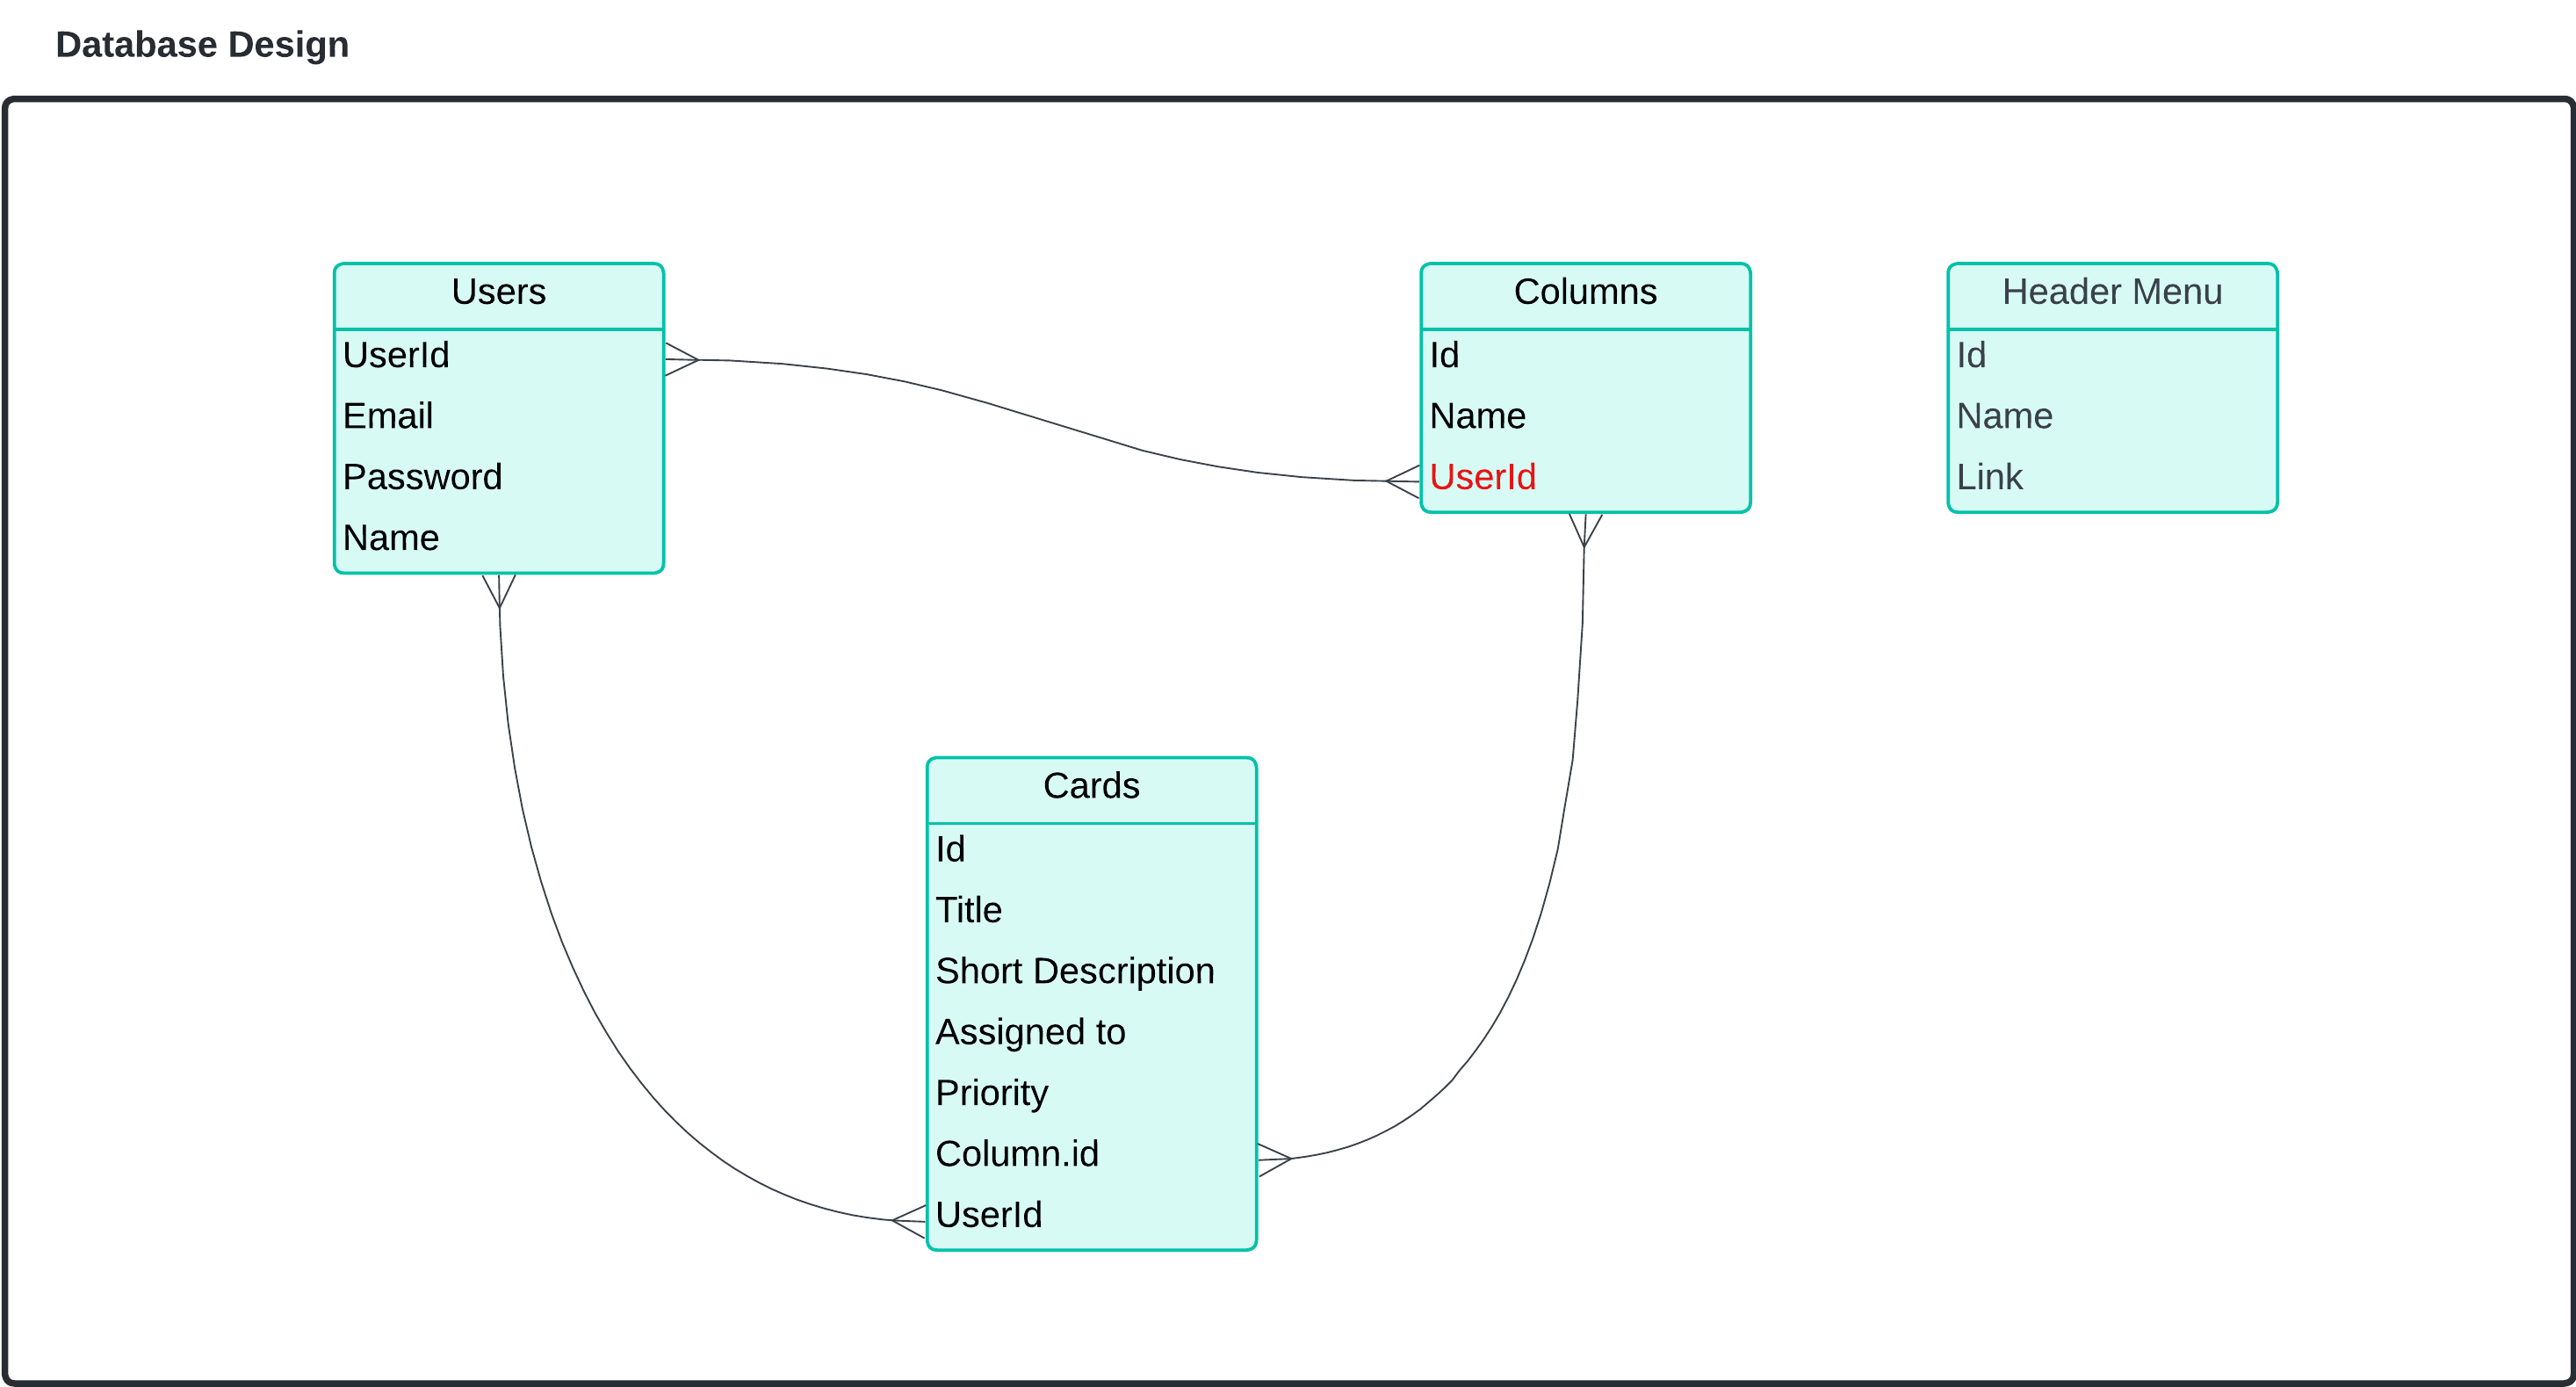 Database Design
Users
UserId
Email
Password
Name
Columns
Id
Name
UserId
Header Menu
Id
Name
Link
Cards
Id
Title
Short Description
Assigned to
Priority
Column.id
UserId